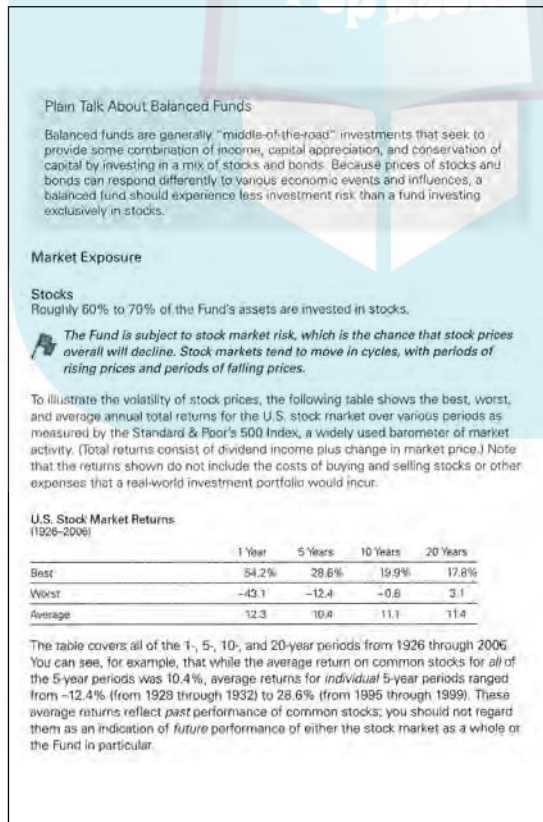 Plain Talk About Balanced Funds
Balanced funds are generally "middle-of-the-road" investments that seek to
provide some combination of income, capital appreciation, and conservation of
capital by investing in a mix of stocks and bonds. Because prices of stocks and
bonds can respond differently to various economic events and influences, a
balanced fund should experience less investment risk than a fund investing
exclusively in stocks.
Market Exposure
Stocks
Roughly 60% to 70% of the Fund's assets are invested in stocks.
The Fund is subject to stock market risk, which is the chance that stock prices
overall will decline. Stock markets tend to move in cycles, with periods of
rising prices and periods of falling prices.
To illustrate the volatility of stock prices, the following table shows the best, worst,
and average annual total returns for the U.S. stock market over various periods as
measured by the Standard & Poor's 500 Index, a widely used barometer of market
activity. (Total returns consist of dividend income plus change in market price.) Note
that the returns shown do not include the costs of buying and selling stocks or other
expenses that a real-world investment portfolio would incur.
U.S. Stock Market Returns
(1926–2006)
1 Year 5 Years 10 Years 20 Years
Best 54.2% 28.6% 19.9% 17.8%
Worst –43.1 –12.4 –0.8 3.1
Average 12.3 10.4 11.1 11.4
The table covers all of the 1-, 5-, 10-, and 20-year periods from 1926 through 2006.
You can see, for example, that while the average return on common stocks for all of
the 5-year periods was 10.4%, average returns for individual 5-year periods ranged
from –12.4% (from 1928 through 1932) to 28.6% (from 1995 through 1999). These
average returns reflect past performance of common stocks; you should not regard
them as an indication of future performance of either the stock market as a whole or
the Fund in particular.